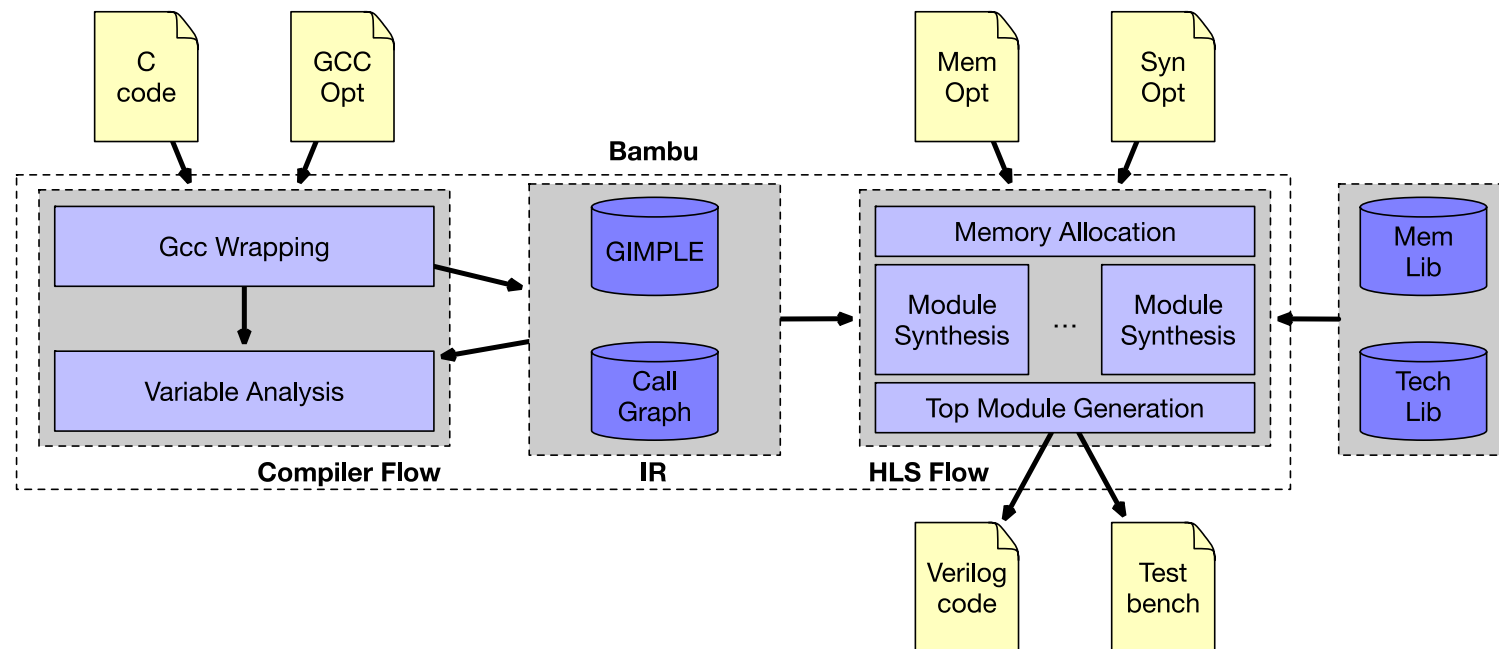 C
code
GCC
Opt
Mem
Opt
Syn
Opt
Bambu
Gcc Wrapping
Variable Analysis
Compiler Flow
GIMPLE
Call
Graph
IR
Memory Allocation
Module
Synthesis
...
Module
Synthesis
Top Module Generation
HLS Flow
Mem
Lib
Tech
Lib
Verilog
code
Test
bench